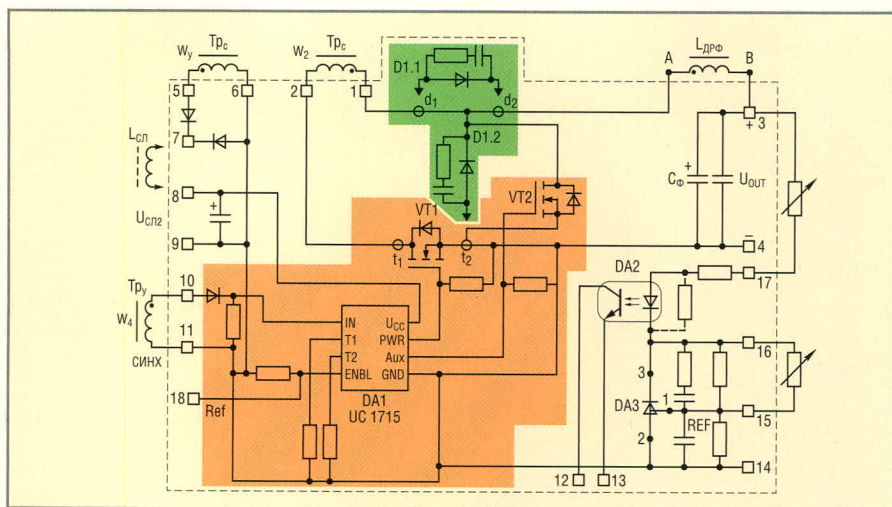 Wу Трс
W2 Трс
LДРФ
A B
D1.1
5 6
2 1
d1 d2
+ 3
7
D1.2
Lсл
8
Uсл2
+
9
VT2
VT1
t1 t2
+
CФ UOUT
– 4
DA2
17
Тру
10
W4
11
СИНХ
18 Ref
IN UCC
T1 PWR
T2 Aux
ENBL GND
DA1
UC 1715
16
3
DA3 1
REF 15
2
14
12 13